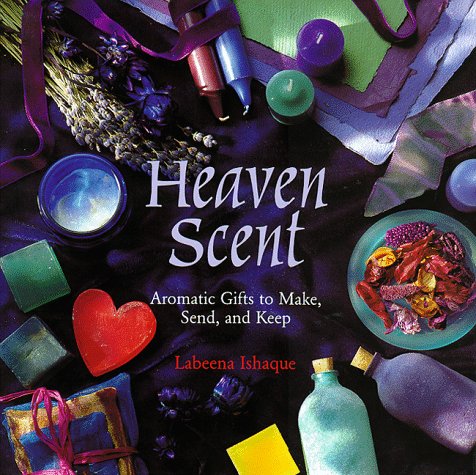 Heaven
Scent
Aromatic Gifts to Make,
Send, and Keep
Labeena Ishaque